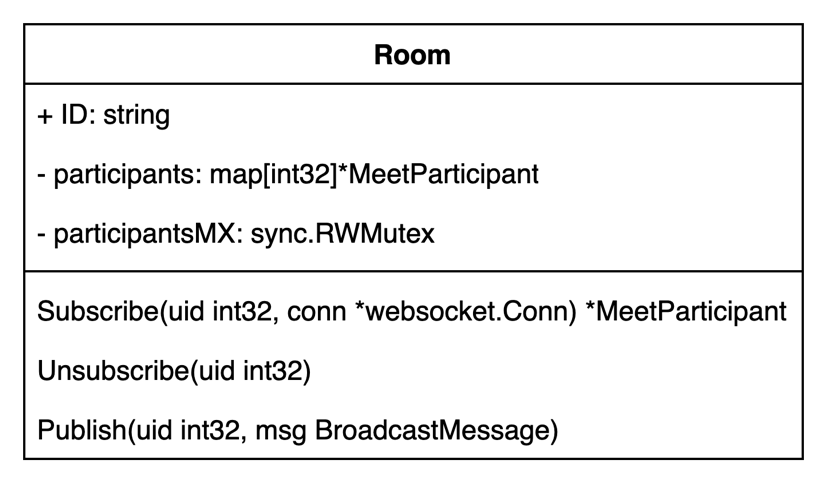 Room
+ ID: string
- participants: map[int32]*MeetParticipant
- participantsMX: sync.RWMutex
Subscribe(uid int32, conn *websocket.Conn) *MeetParticipant
Unsubscribe(uid int32)
Publish(uid int32, msg BroadcastMessage)